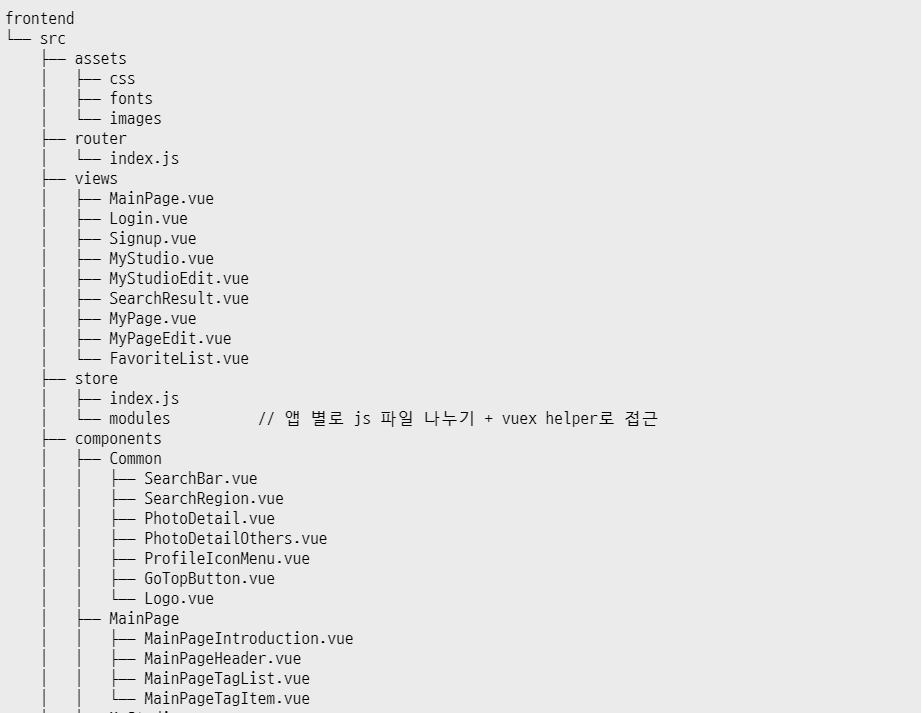 frontend
└── src
    ├── assets
    │   ├── css
    │   ├── fonts
    │   └── images
    ├── router
    │   └── index.js
    ├── views
    │   ├── MainPage.vue
    │   ├── Login.vue
    │   ├── Signup.vue
    │   ├── MyStudio.vue
    │   ├── MyStudioEdit.vue
    │   ├── SearchResult.vue
    │   ├── MyPage.vue
    │   ├── MyPageEdit.vue
    │   └── FavoriteList.vue
    ├── store
    │   ├── index.js
    │   └── modules          // 앱 별로 js 파일 나누기 + vuex helper로 접근
    ├── components
    │   ├── Common
    │   │   ├── SearchBar.vue
    │   │   ├── SearchRegion.vue
    │   │   ├── PhotoDetail.vue
    │   │   ├── PhotoDetailOthers.vue
    │   │   ├── ProfileIconMenu.vue
    │   │   ├── GoTopButton.vue
    │   │   └── Logo.vue
    │   ├── MainPage
    │   │   ├── MainPageIntroduction.vue
    │   │   ├── MainPageHeader.vue
    │   │   ├── MainPageTagList.vue
    │   │   └── MainPageTagItem.vue